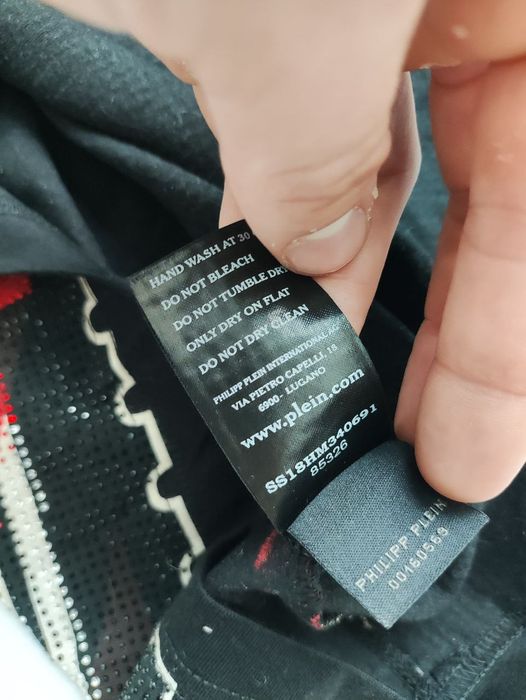 HAND WASH AT 30
DO NOT BLEACH
DO NOT TUMBLE DRY
ONLY DRY ON FLAT
DO NOT DRY CLEAN
PHILIPP PLEIN INTERNATIONAL AG
VIA PIETRO CAPELLI, 18
6900 - LUGANO
www.plein.com
SS18HM340691
85326
PHILIPP PLEIN
00160569